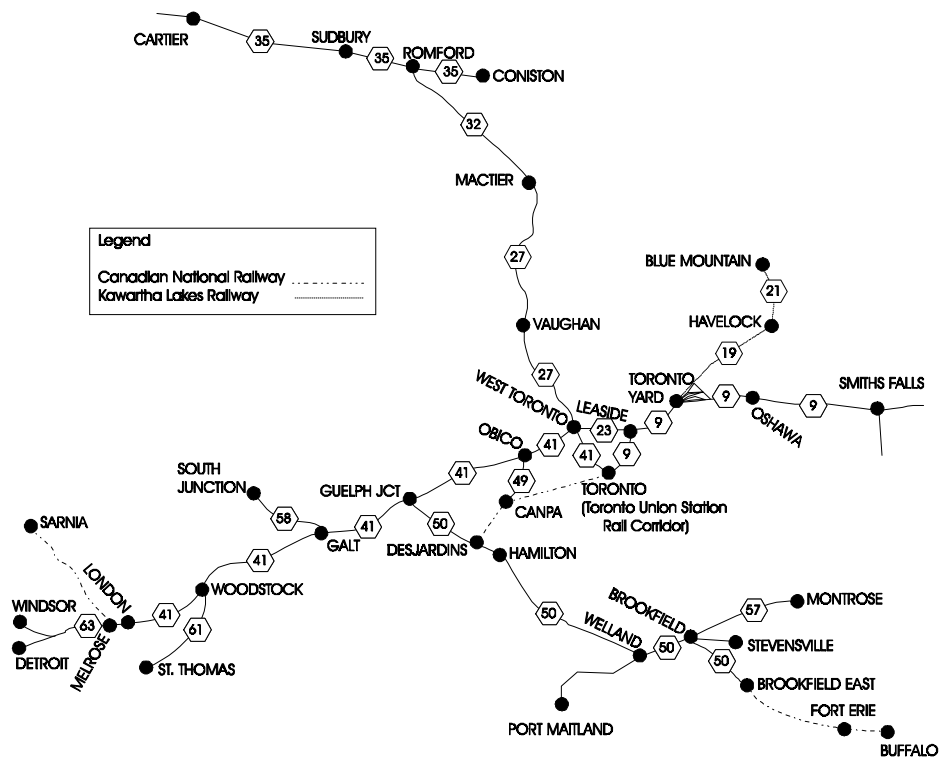 CARTIER
35
SUDBURY
35
ROMFORD
35
CONISTON
32
MACTIER
27
Legend
Canadian National Railway
Kawartha Lakes Railway
BLUE MOUNTAIN
21
HAVELOCK
VAUGHAN
19
27
TORONTO
YARD
9
OSHAWA
9
SMITHS FALLS
WEST TORONTO
LEASIDE
23
9
OBICO
41
41
9
41
49
TORONTO
(Toronto Union Station
Rail Corridor)
SOUTH
JUNCTION
GUELPH JCT
CANPA
58
41
50
GALT
DESJARDINS
HAMILTON
SARNIA
41
LONDON
WOODSTOCK
WINDSOR
63
41
61
DETROIT
MELROSE
ST. THOMAS
50
WELLAND
50
BROOKFIELD
57
MONTROSE
STEVENSVILLE
50
BROOKFIELD EAST
PORT MAITLAND
FORT ERIE
BUFFALO